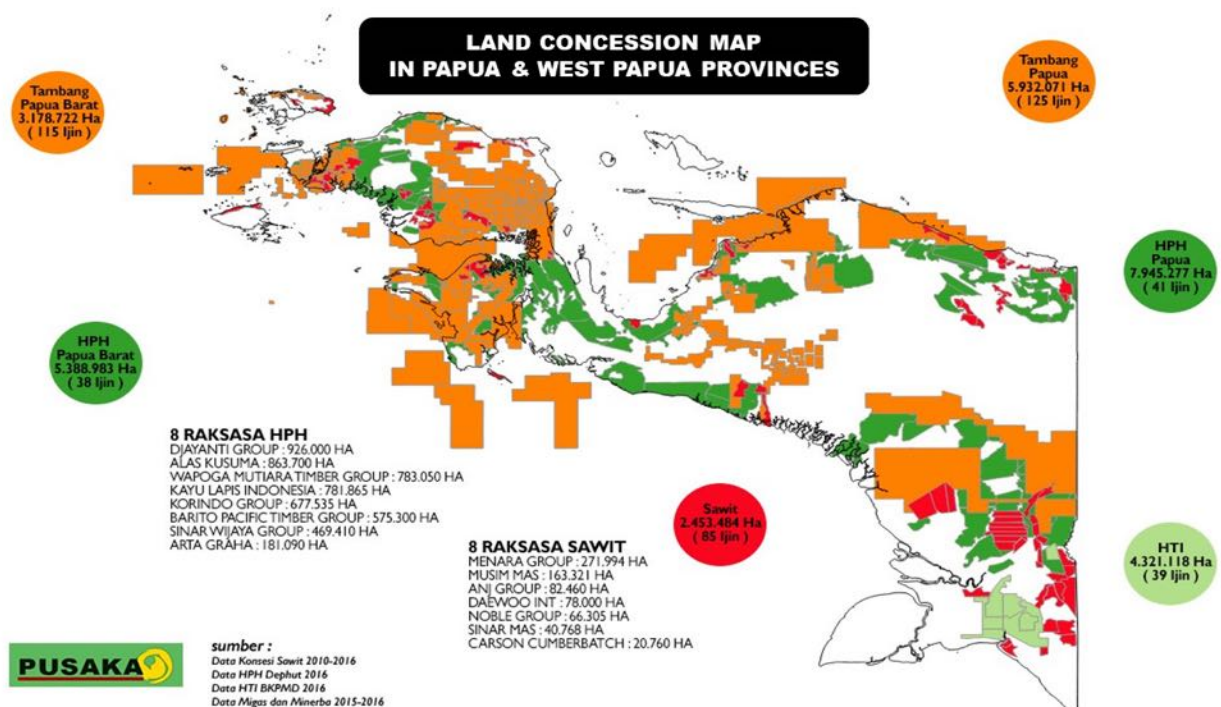 LAND CONCESSION MAP
IN PAPUA & WEST PAPUA PROVINCES
Tambang
Papua Barat
3.178.722 Ha
( 115 Ijin )
Tambang
Papua
5.932.071 Ha
( 125 Ijin )
HPH
Papua
7.945.277 Ha
( 41 Ijin )
HPH
Papua Barat
5.388.983 Ha
( 38 Ijin )
8 RAKSASA HPH
DJAYANTI GROUP : 926.000 HA
ALAS KUSUMA : 863.700 HA
WAPOGA MUTIARA TIMBER GROUP : 783.050 HA
KAYU LAPIS INDONESIA : 781.865 HA
KORINDO GROUP : 677.535 HA
BARITO PACIFIC TIMBER GROUP : 575.300 HA
SINAR WIJAYA GROUP : 469.410 HA
ARTA GRAHA : 181.090 HA
Sawit
2.453.484 Ha
( 85 Ijin )
8 RAKSASA SAWIT
MENARA GROUP : 271.994 HA
MUSIM MAS : 163.321 HA
ANJ GROUP : 82.460 HA
DAEWOO INT : 78.000 HA
NOBLE GROUP : 66.305 HA
SINAR MAS : 40.768 HA
CARSON CUMBERBATCH : 20.760 HA
HTI
4.321.118 Ha
( 39 Ijin )
PUSAKA
sumber :
Data Konsesi Sawit 2010-2016
Data HPH Dephut 2016
Data HTI BKPMD 2016
Data Migas dan Minerba 2015-2016